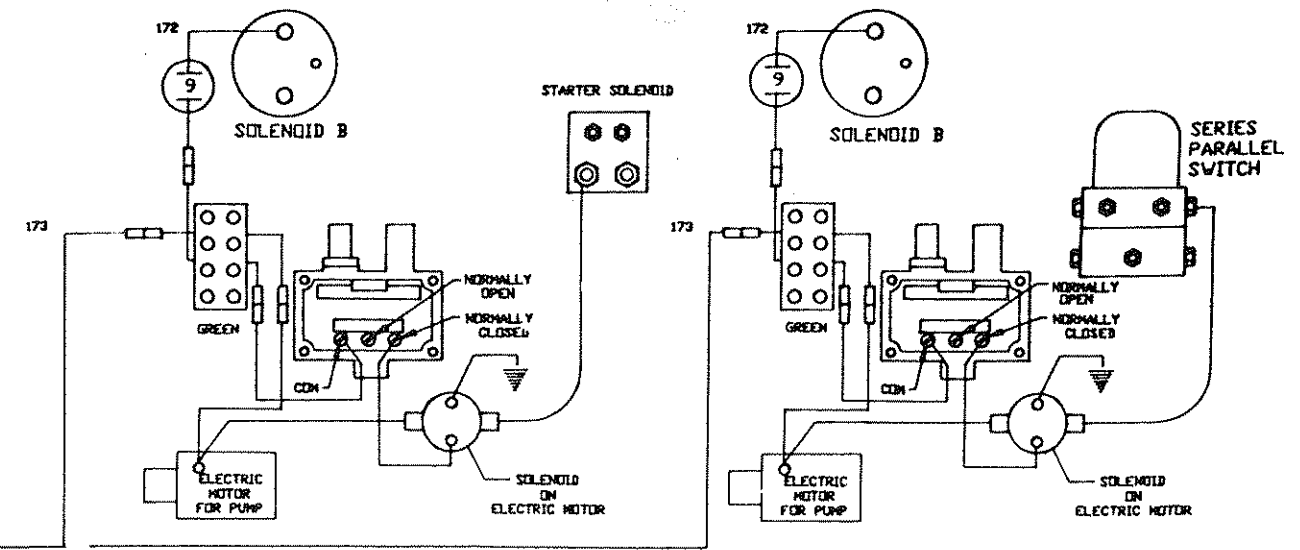 172
9
SOLENOID B
STARTER SOLENOID
173
GREEN
NORMALLY
OPEN
NORMALLY
CLOSED
COM
ELECTRIC
MOTOR
FOR PUMP
SOLENOID
ON
ELECTRIC MOTOR
172
9
SOLENOID B
SERIES
PARALLEL
SWITCH
173
GREEN
NORMALLY
OPEN
NORMALLY
CLOSED
COM
ELECTRIC
MOTOR
FOR PUMP
SOLENOID
ON
ELECTRIC MOTOR